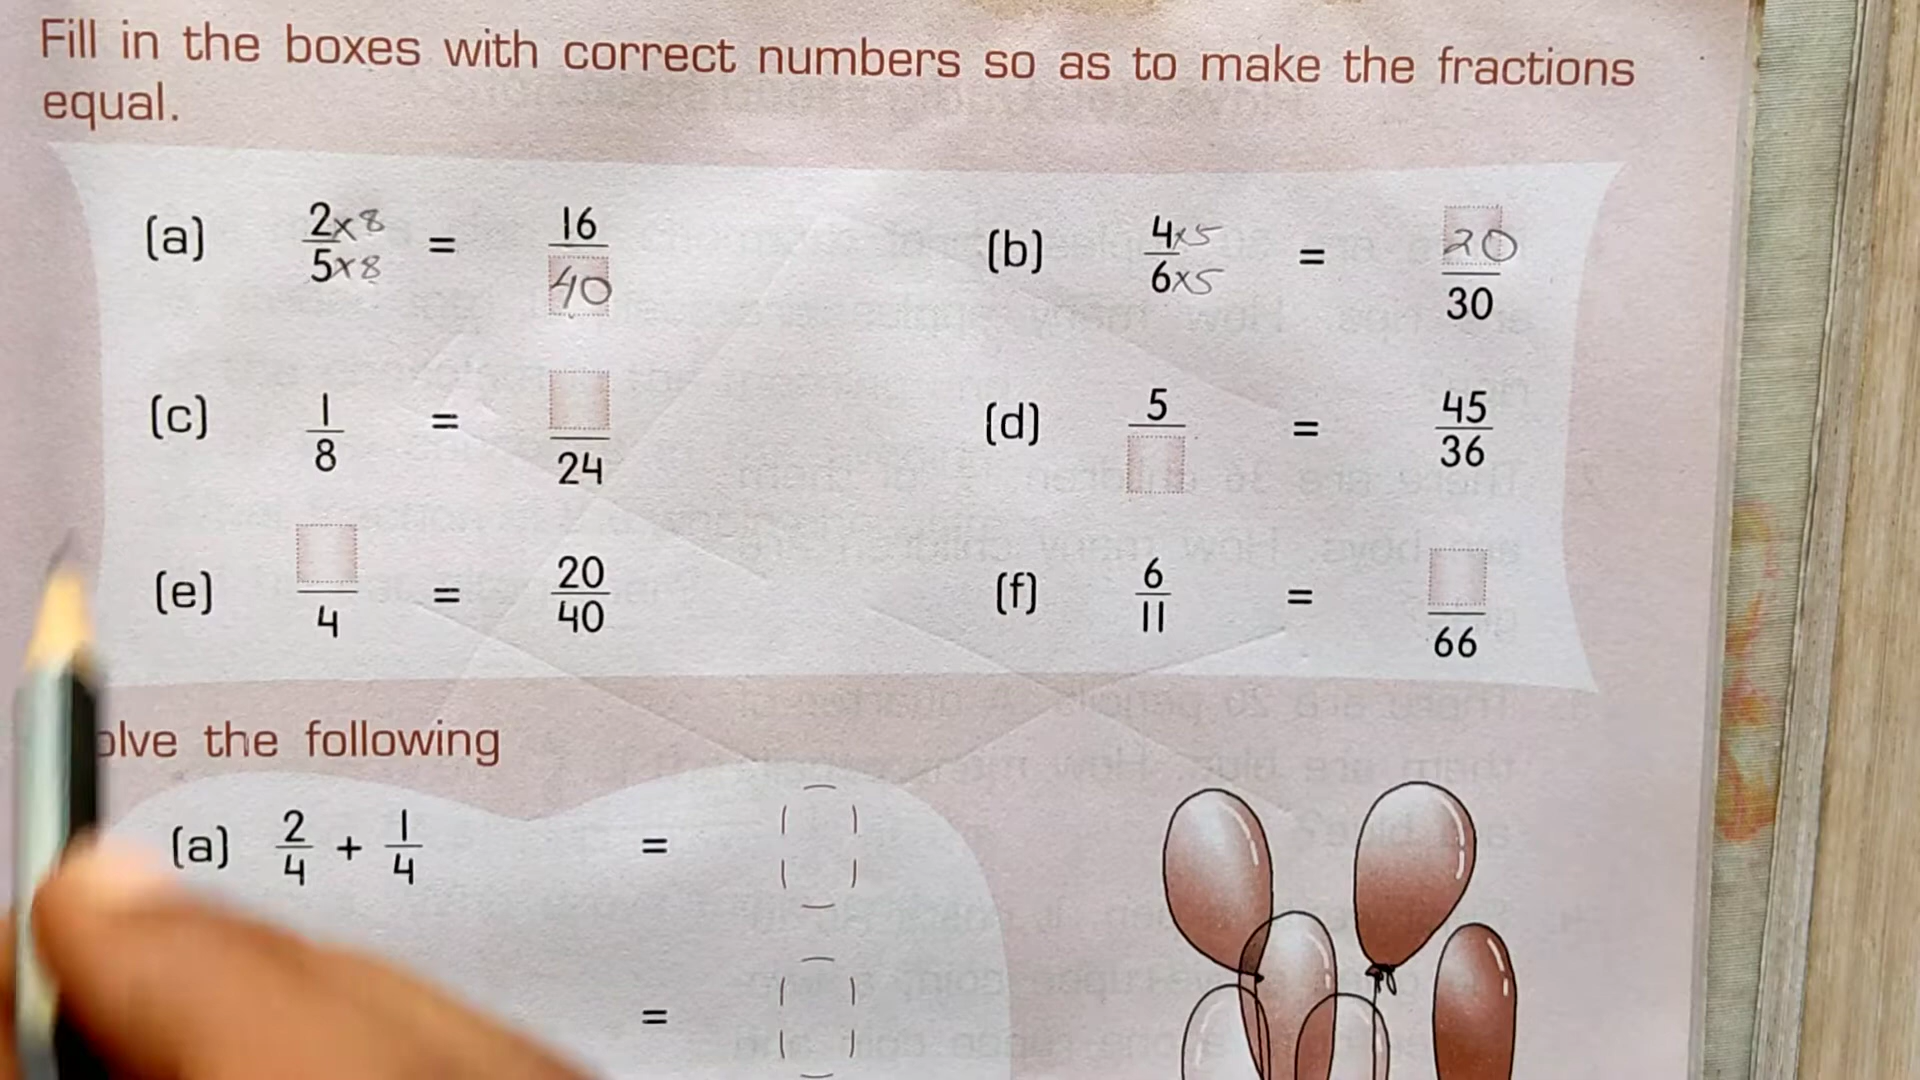 Fill in the boxes with correct numbers so as to make the fractions
equal.
(a) 2x8/5x8 = 16/40 (b) 4x5/6x5 = 20/30
(c) 1/8 = /24 (d) 5/ = 45/36
(e) /4 = 20/40 (f) 6/11 = /66
olve the following
(a) 2/4 + 1/4 =
=